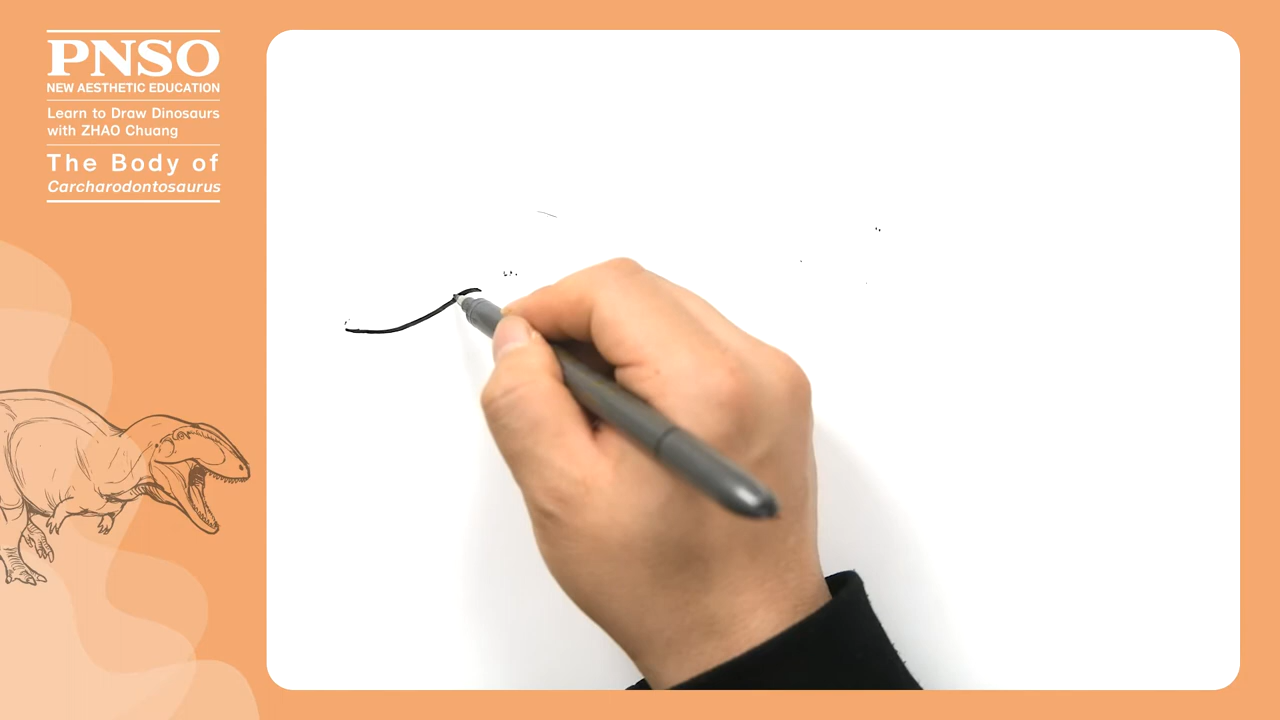 PNSO
NEW AESTHETIC EDUCATION
Learn to Draw Dinosaurs
with ZHAO Chuang
The Body of
Carcharodontosaurus